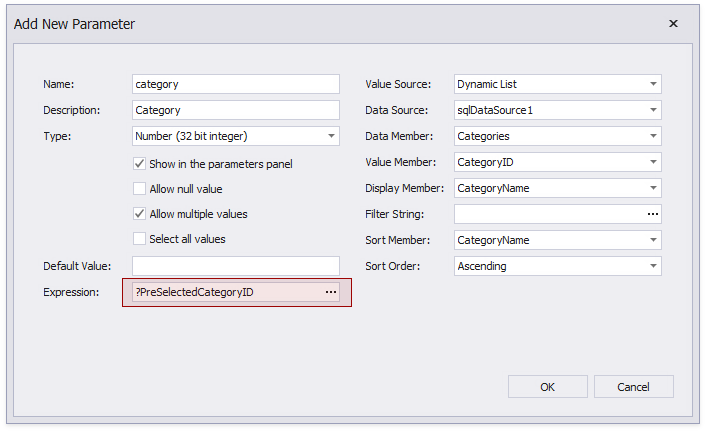 Add New Parameter
Name: category
Description: Category
Type: Number (32 bit integer)
Show in the parameters panel
Allow null value
Allow multiple values
Select all values
Default Value:
Expression: ?PreSelectedCategoryID ...
Value Source: Dynamic List
Data Source: sqlDataSource1
Data Member: Categories
Value Member: CategoryID
Display Member: CategoryName
Filter String: ...
Sort Member: CategoryName
Sort Order: Ascending
OK
Cancel